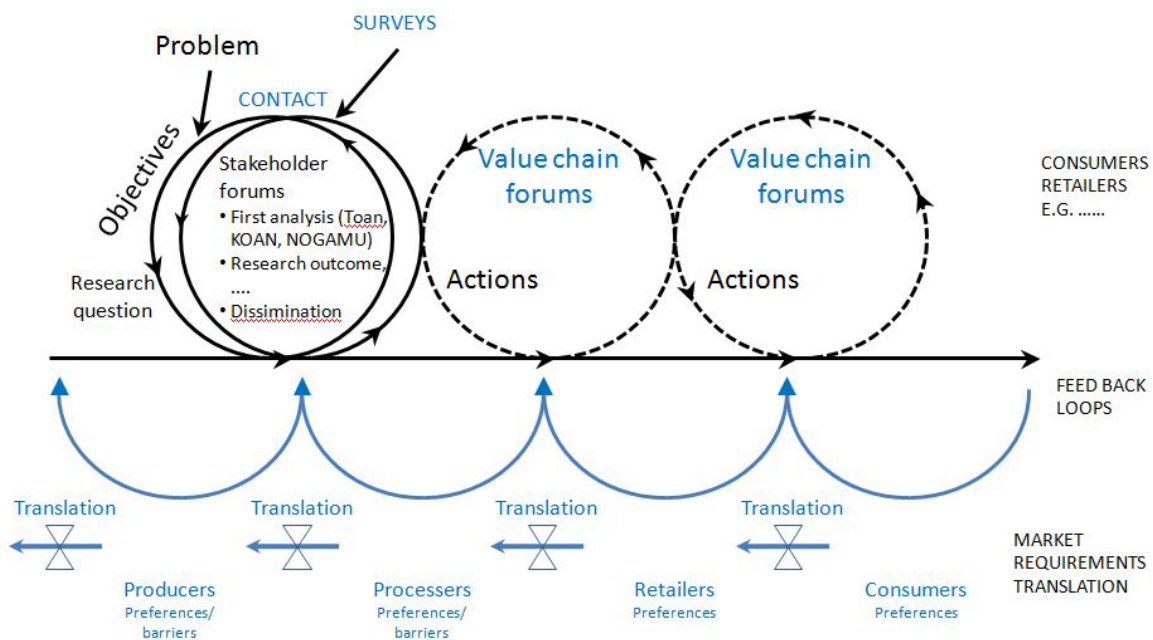 SURVEYS
Problem
CONTACT
Objectives
Stakeholder
forums
• First analysis (Toan,
KOAN, NOGAMU)
• Research outcome,
....
• Dissimination
Research
question
Value chain
forums
Actions
Value chain
forums
Actions
CONSUMERS
RETAILERS
E.G. ......
FEED BACK
LOOPS
Translation
Translation
Translation
Translation
MARKET
REQUIREMENTS
TRANSLATION
Producers
Preferences/
barriers
Processers
Preferences/
barriers
Retailers
Preferences
Consumers
Preferences